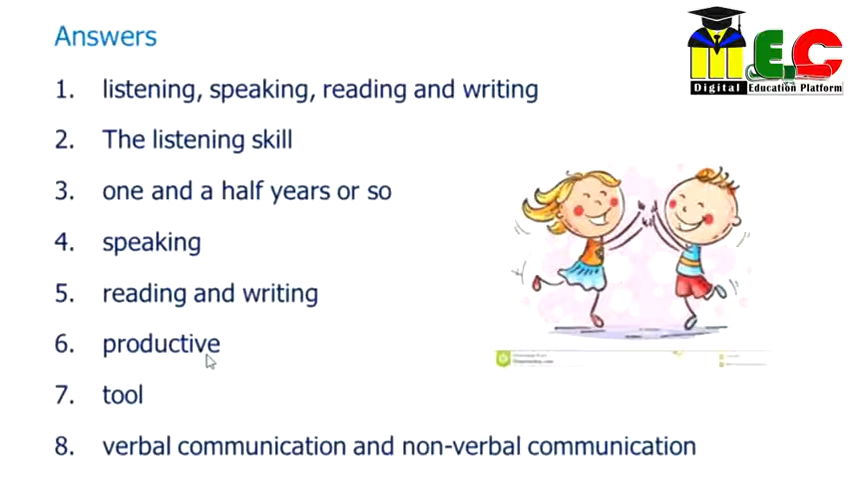 Answers
1. listening, speaking, reading and writing
2. The listening skill
3. one and a half years or so
4. speaking
5. reading and writing
6. productive
7. tool
8. verbal communication and non-verbal communication
MEC
Digital Education Platform